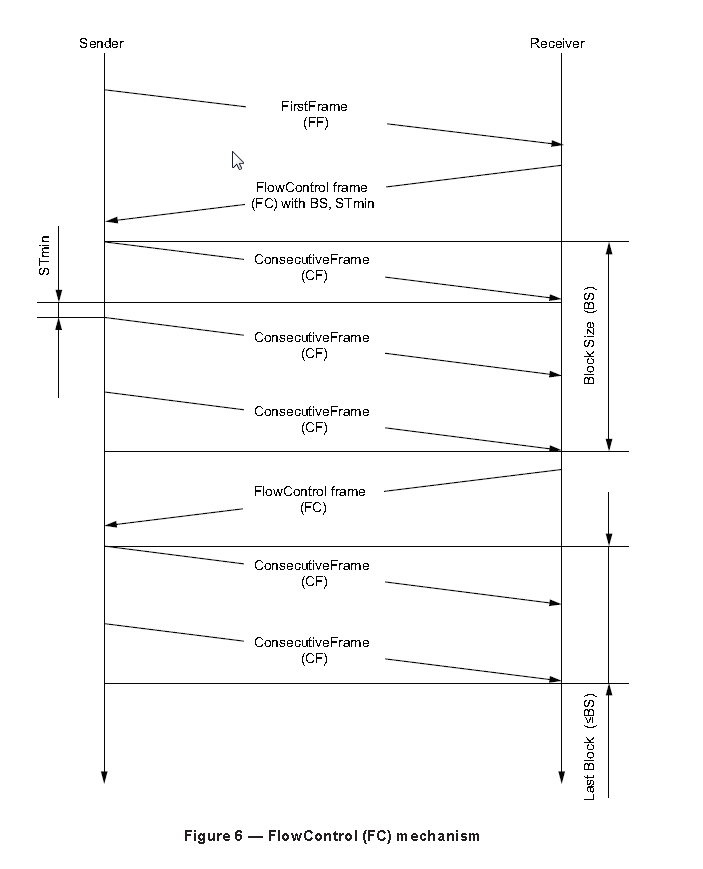 Sender
Receiver
FirstFrame
(FF)
FlowControl frame
(FC) with BS, STmin
STmin
ConsecutiveFrame
(CF)
Block Size (BS)
ConsecutiveFrame
(CF)
ConsecutiveFrame
(CF)
FlowControl frame
(FC)
ConsecutiveFrame
(CF)
ConsecutiveFrame
(CF)
Last Block (≤BS)
Figure 6 — FlowControl (FC) mechanism